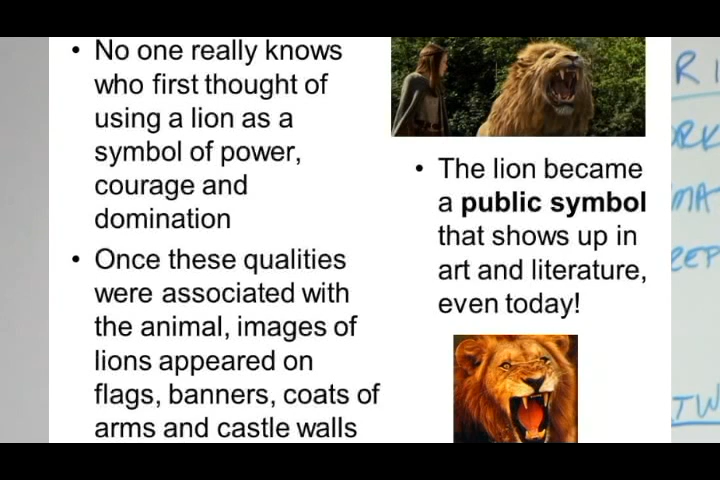 • No one really knows
who first thought of
using a lion as a
symbol of power,
courage and
domination
• Once these qualities
were associated with
the animal, images of
lions appeared on
flags, banners, coats of
arms and castle walls
• The lion became
a public symbol
that shows up in
art and literature,
even today!